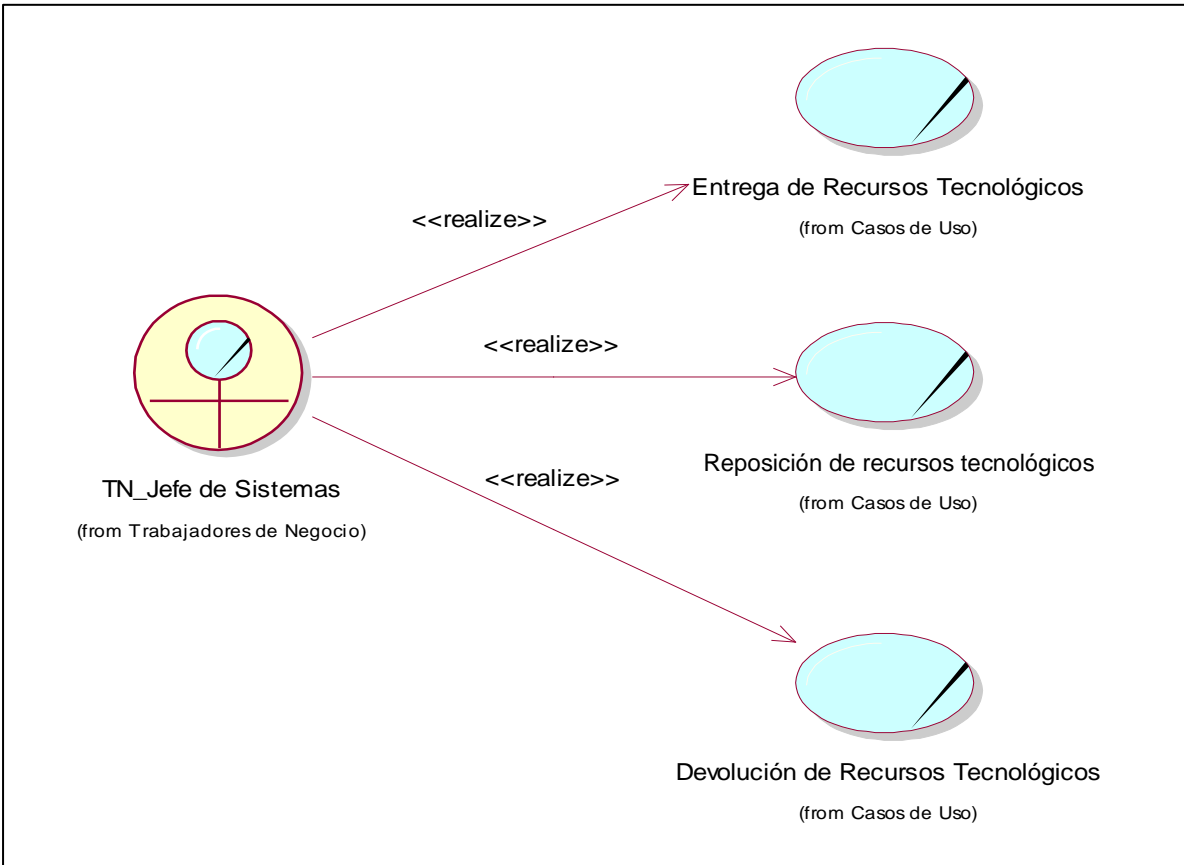 Entrega de Recursos Tecnológicos
(from Casos de Uso)
<<realize>>
<<realize>>
Reposición de recursos tecnológicos
(from Casos de Uso)
TN_Jefe de Sistemas
(from Trabajadores de Negocio)
<<realize>>
Devolución de Recursos Tecnológicos
(from Casos de Uso)